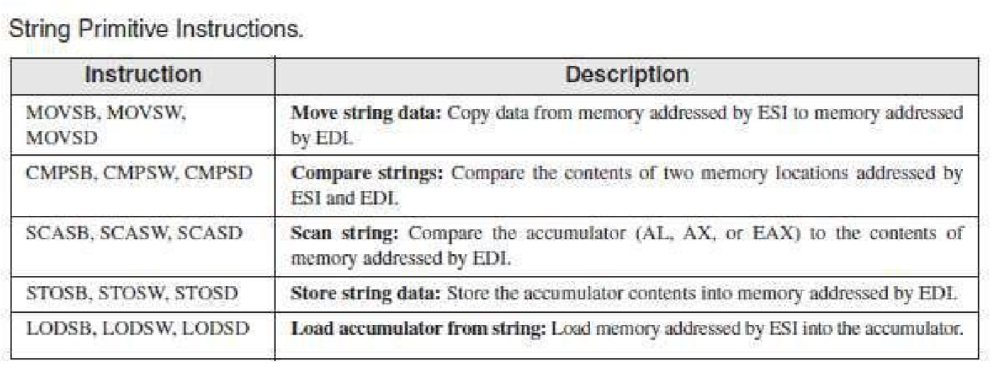 String Primitive Instructions.
Instruction Description
MOVSB, MOVSW, Move string data: Copy data from memory addressed by ESI to memory addressed
MOVSD by EDI.
CMPSB, CMPSW, CMPSD Compare strings: Compare the contents of two memory locations addressed by
ESI and EDI.
SCASB, SCASW, SCASD Scan string: Compare the accumulator (AL, AX, or EAX) to the contents of
memory addressed by EDI.
STOSB, STOSW, STOSD Store string data: Store the accumulator contents into memory addressed by EDI.
LODSB, LODSW, LODSD Load accumulator from string: Load memory addressed by ESI into the accumulator.